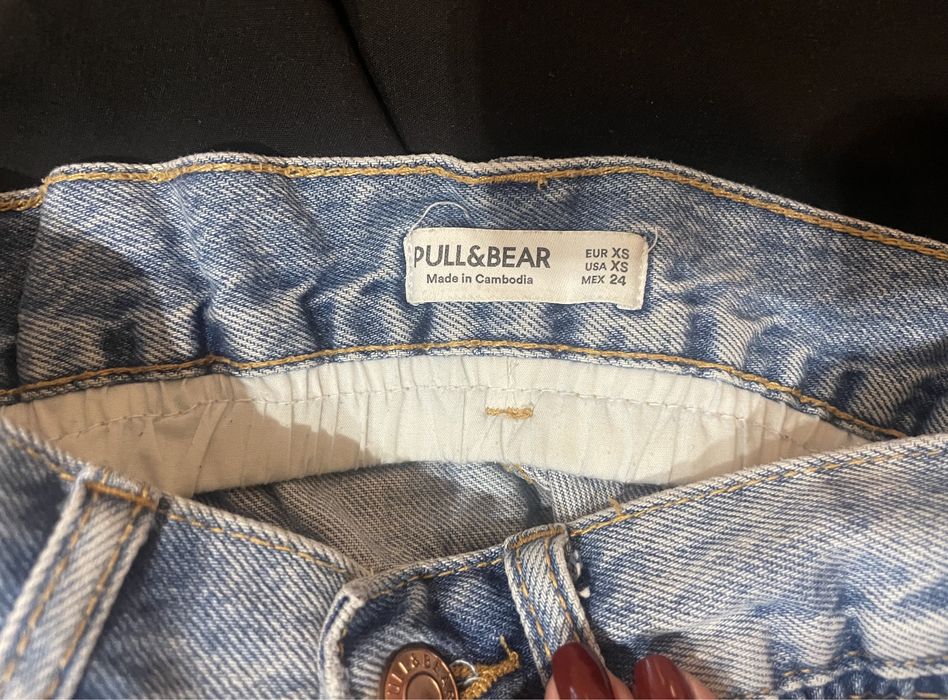 PULL&BEAR
Made in Cambodia
EUR XS
USA XS
MEX 24